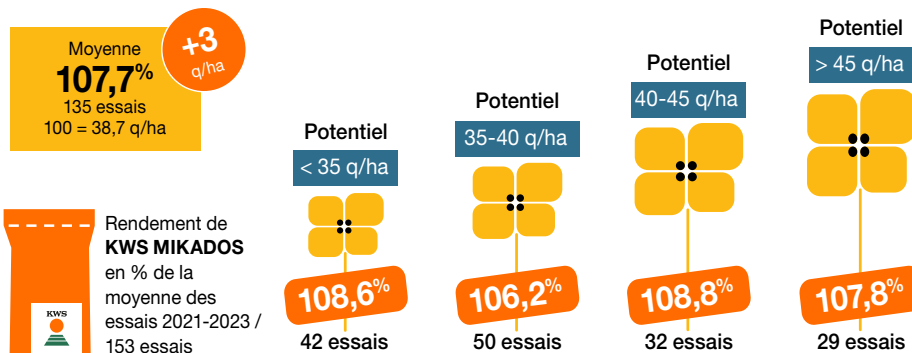 Moyenne
107,7%
135 essais
100 = 38,7 q/ha
+3
q/ha
Rendement de
KWS MIKADOS
en % de la
moyenne des
essais 2021-2023 /
153 essais
KWS
Potentiel
< 35 q/ha
108,6%
42 essais
Potentiel
35-40 q/ha
106,2%
50 essais
Potentiel
40-45 q/ha
108,8%
32 essais
Potentiel
> 45 q/ha
107,8%
29 essais